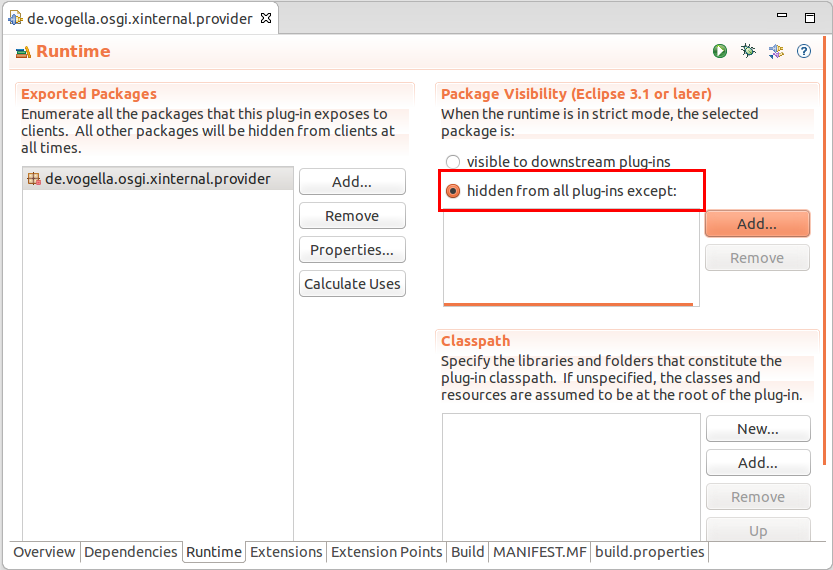 de.vogella.osgi.xinternal.provider
Runtime
Exported Packages
Enumerate all the packages that this plug-in exposes to
clients. All other packages will be hidden from clients at
all times.
de.vogella.osgi.xinternal.provider
Add...
Remove
Properties...
Calculate Uses
Package Visibility (Eclipse 3.1 or later)
When the runtime is in strict mode, the selected
package is:
visible to downstream plug-ins
hidden from all plug-ins except:
Add...
Remove
Classpath
Specify the libraries and folders that constitute the
plug-in classpath. If unspecified, the classes and
resources are assumed to be at the root of the plug-in.
New...
Add...
Remove
Up
Overview Dependencies Runtime Extensions Extension Points Build MANIFEST.MF build.properties